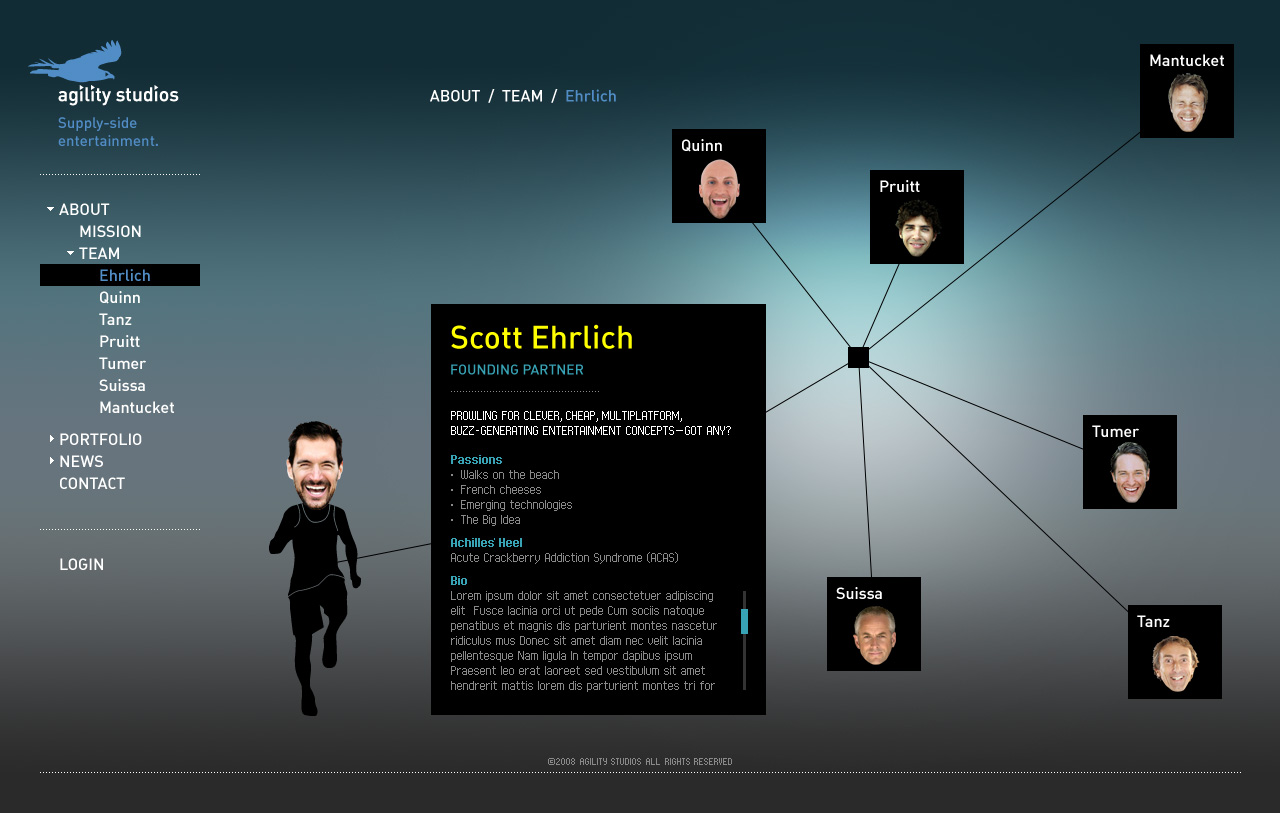 agility studios
Supply-side
entertainment.
ABOUT
MISSION
TEAM
Ehrlich
Quinn
Tanz
Pruitt
Tumer
Suissa
Mantucket
PORTFOLIO
NEWS
CONTACT
LOGIN
ABOUT / TEAM / Ehrlich
Mantucket
Quinn
Pruitt
Scott Ehrlich
FOUNDING PARTNER
PROWLING FOR CLEVER, CHEAP, MULTIPLATFORM,
BUZZ-GENERATING ENTERTAINMENT CONCEPTS—GOT ANY?
Passions
• Walks on the beach
• French cheeses
• Emerging technologies
• The Big Idea
Achilles' Heel
Acute Crackberry Addiction Syndrome (ACAS)
Bio
Lorem ipsum dolor sit amet consectetuer adipiscing
elit Fusce lacinia orci ut pede Cum sociis natoque
penatibus et magnis dis parturient montes nascetur
ridiculus mus Donec sit amet diam nec velit lacinia
pellentesque Nam ligula In tempor dapibus ipsum
Praesent leo erat laoreet sed vestibulum sit amet
hendrerit mattis lorem dis parturient montes tri for
Tumer
Suissa
Tanz
©2008 AGILITY STUDIOS ALL RIGHTS RESERVED